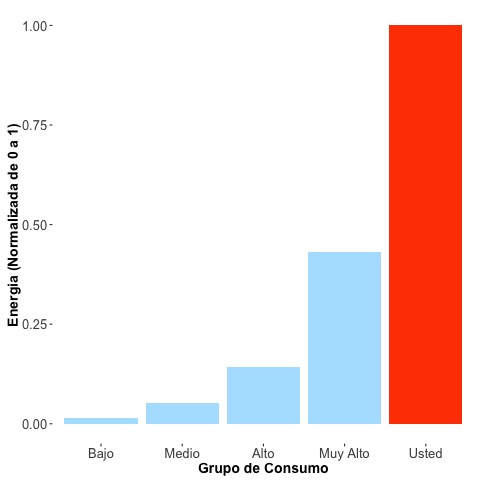 1.00
0.75
0.50
0.25
0.00
Energia (Normalizada de 0 a 1)
Bajo
Medio
Alto
Muy Alto
Usted
Grupo de Consumo